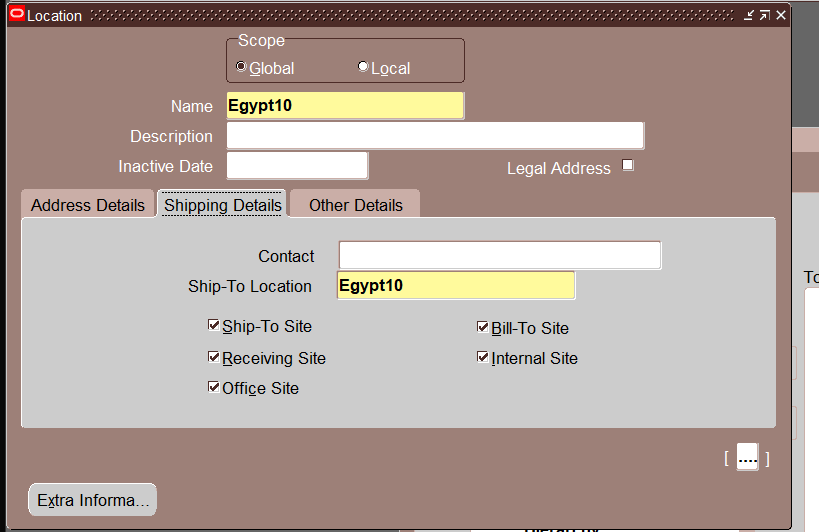 Location
Scope
Global Local
Name Egypt10
Description
Inactive Date Legal Address
Address Details Shipping Details Other Details
Contact
Ship-To Location Egypt10
Ship-To Site Bill-To Site
Receiving Site Internal Site
Office Site
[ .... ]
Extra Informa...